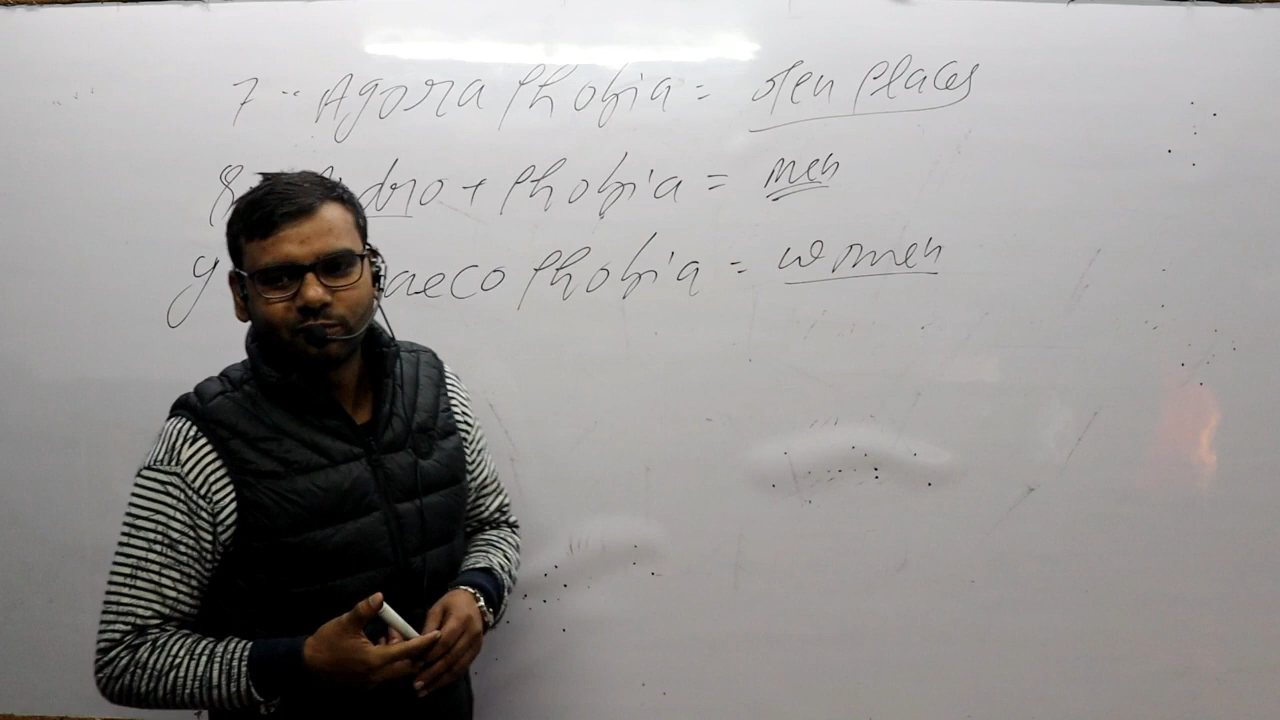 7 -- Agora Phobia = open places
8 dro + Phobia = men
9 aeco Phobia = women